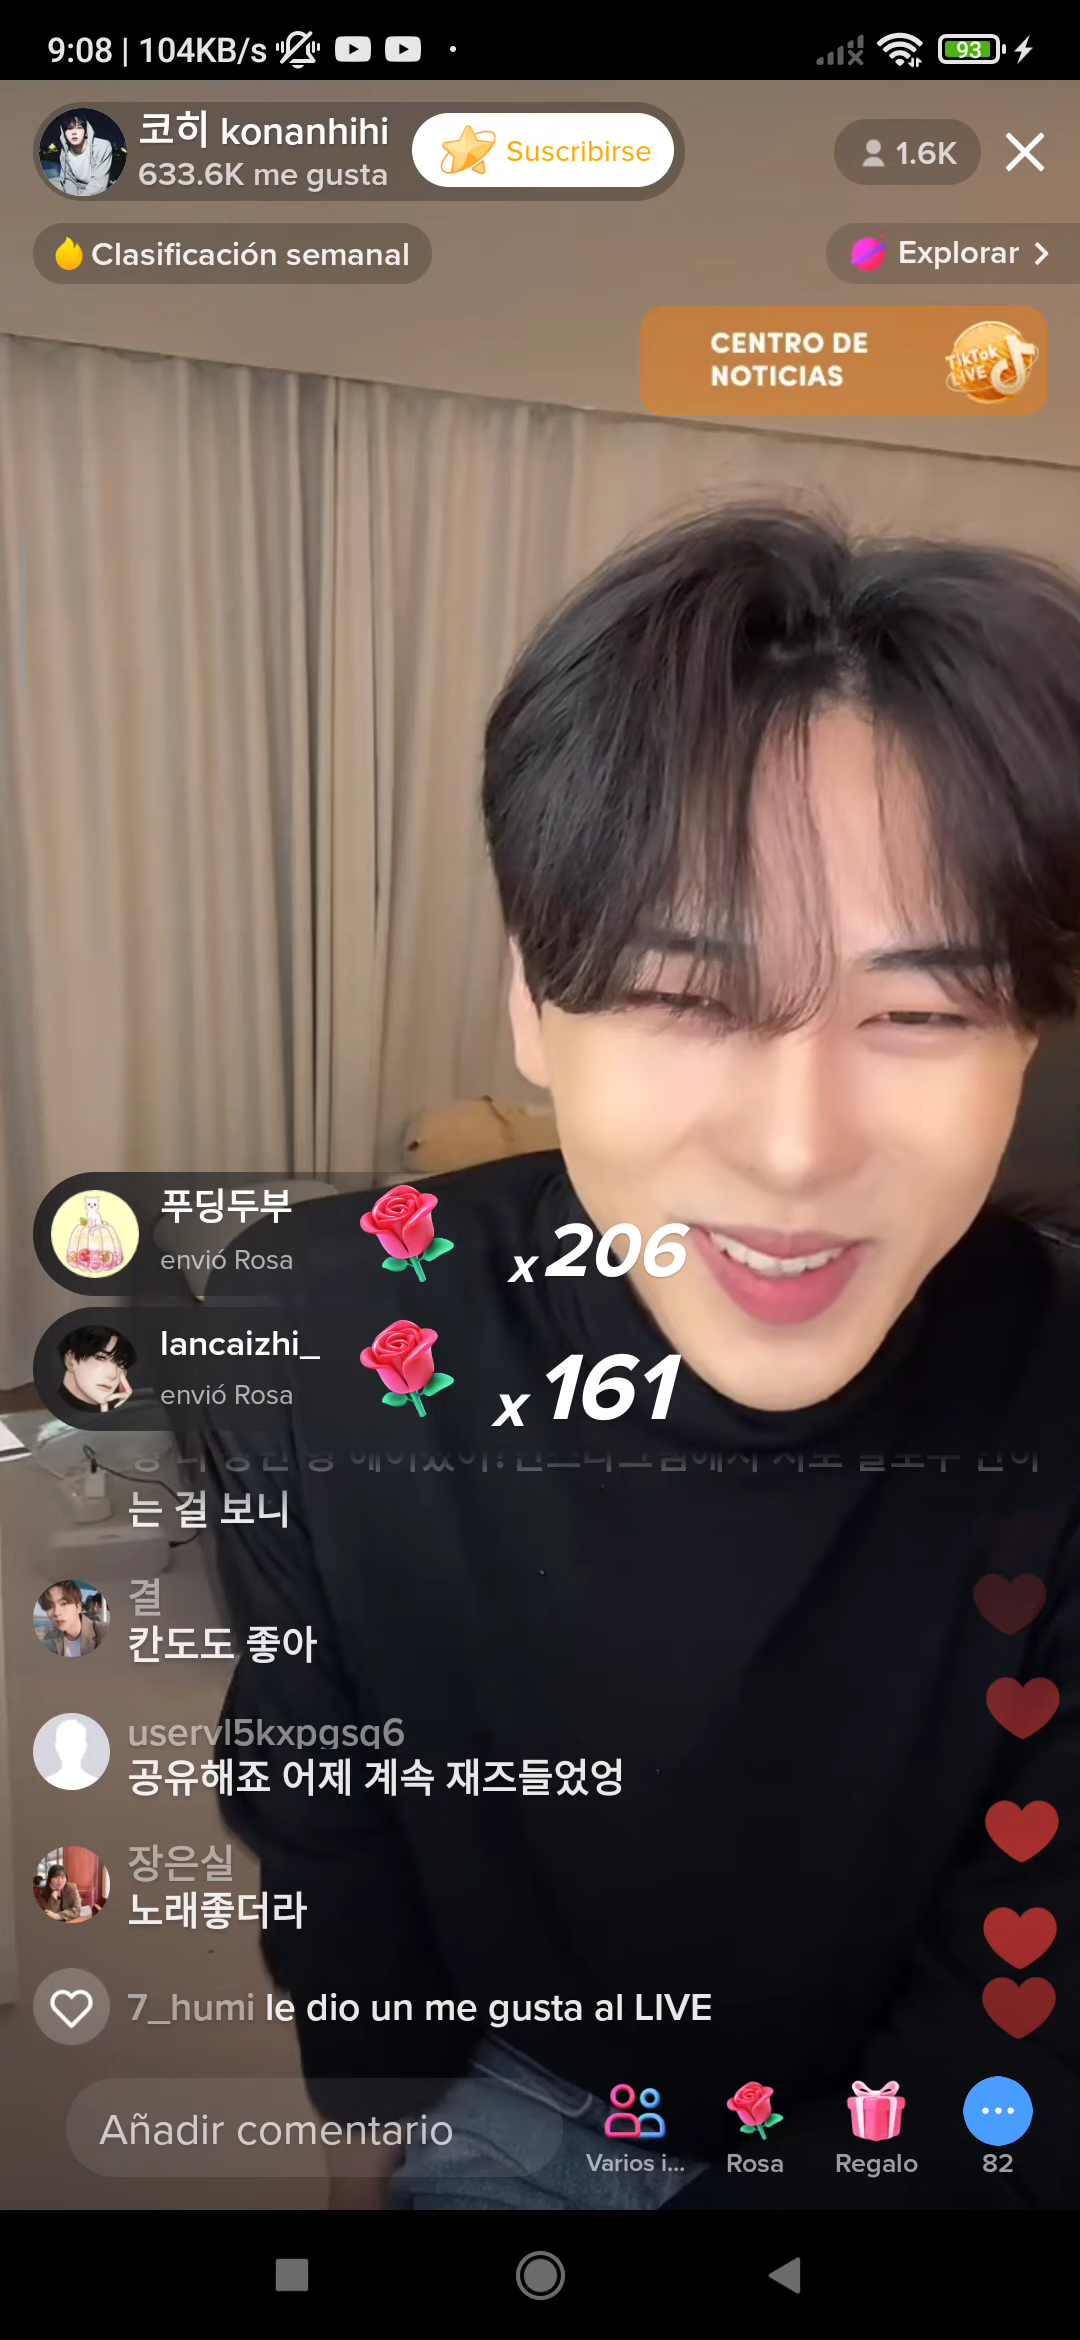 9:08 | 104KB/s
93
코히 konanhihi
633.6K me gusta
Suscribirse
1.6K
Clasificación semanal
Explorar
CENTRO DE
NOTICIAS
TikTok
LIVE
푸딩두부
envió Rosa
x206
lancaizhi_
envió Rosa
x161
는 걸 보니
결
칸도도 좋아
uservl5kxpgsq6
공유해죠 어제 계속 재즈들었엉
장은실
노래좋더라
7_humi le dio un me gusta al LIVE
Añadir comentario
Varios i...
Rosa
Regalo
82